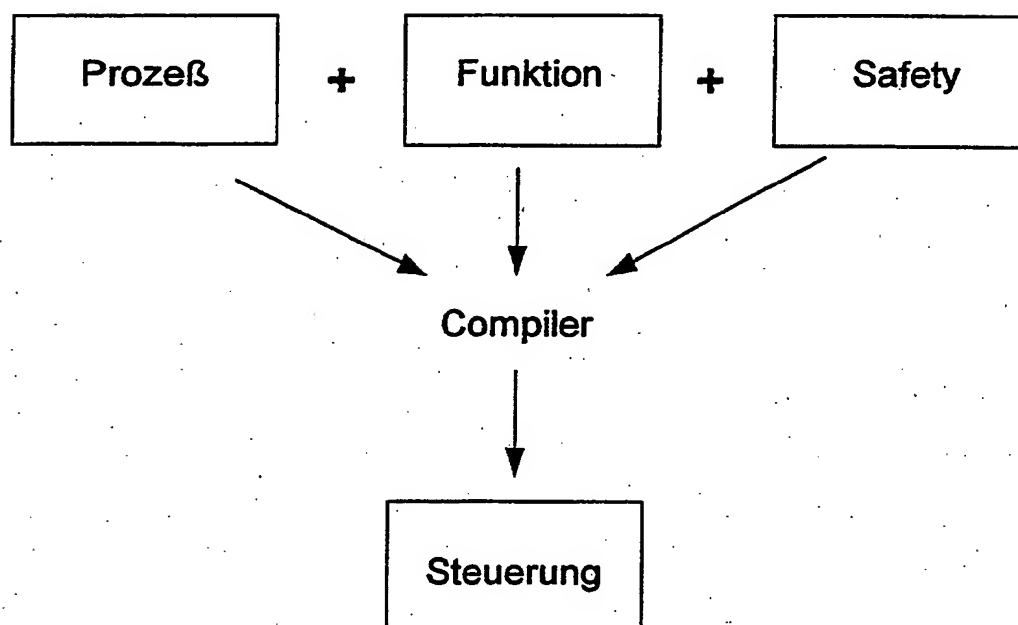 Prozeß + Funktion + Safety
Compiler
Steuerung